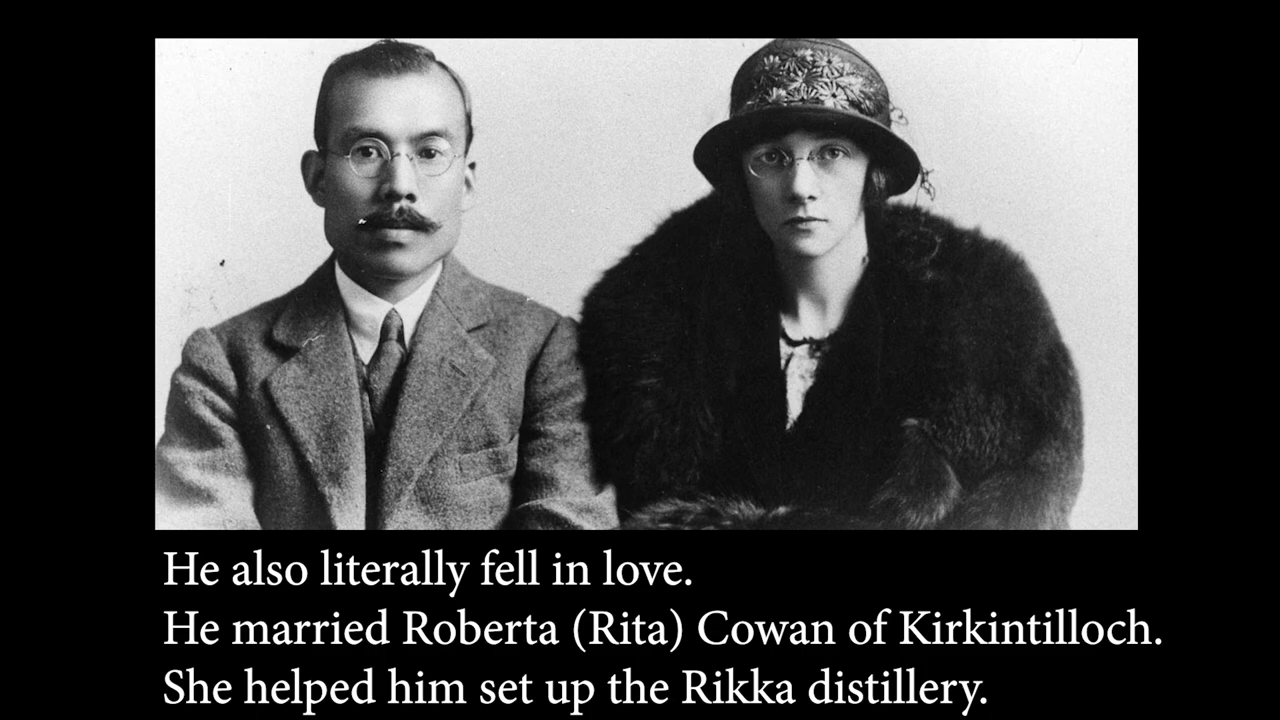 He also literally fell in love.
He married Roberta (Rita) Cowan of Kirkintilloch.
She helped him set up the Rikka distillery.